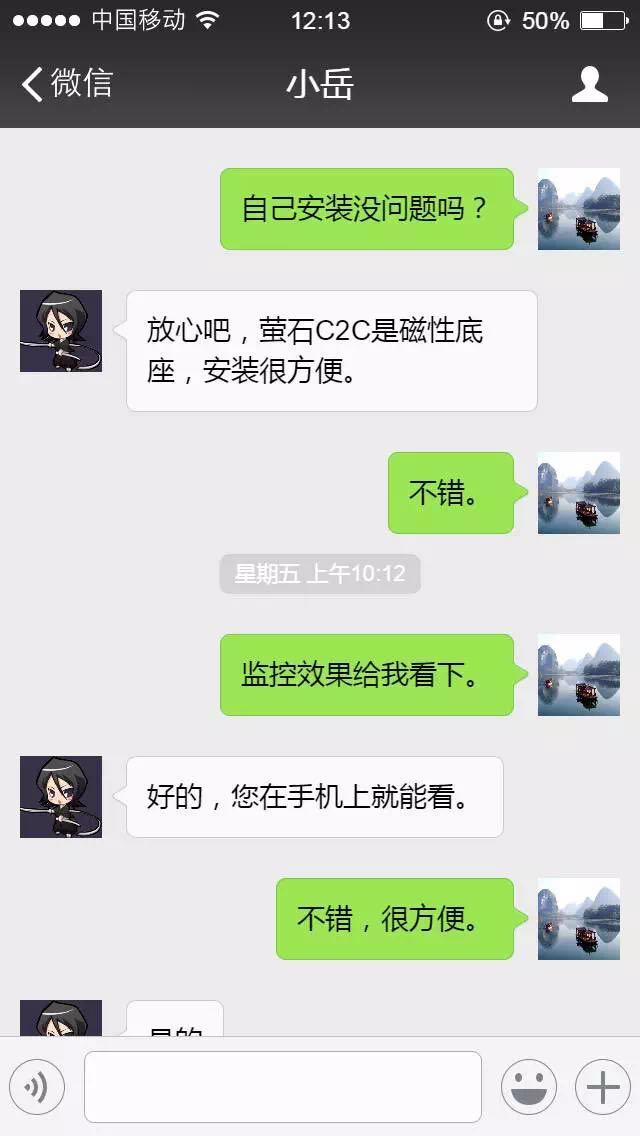 中国移动 12:13 50%
微信 小岳
自己安装没问题吗？
放心吧，萤石C2C是磁性底
座，安装很方便。
不错。
星期五 上午10:12
监控效果给我看下。
好的，您在手机上就能看。
不错，很方便。
是的